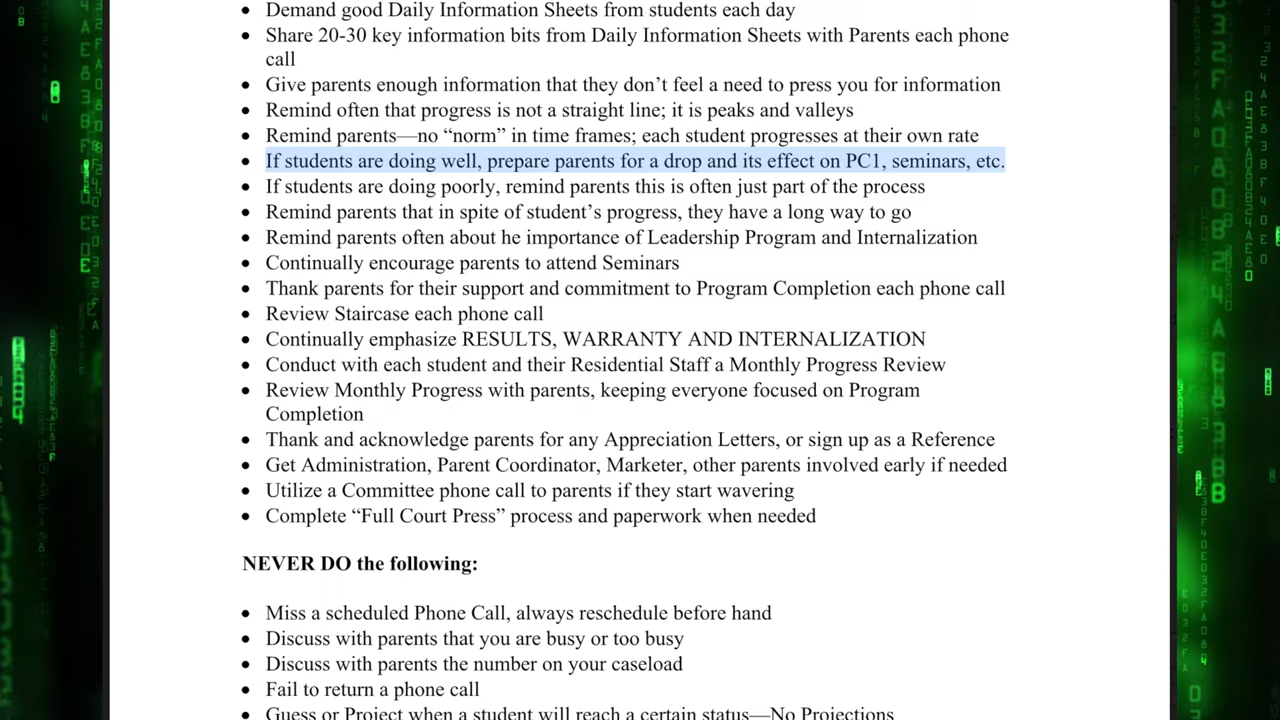 Demand good Daily Information Sheets from students each day
Share 20-30 key information bits from Daily Information Sheets with Parents each phone
call
Give parents enough information that they don’t feel a need to press you for information
Remind often that progress is not a straight line; it is peaks and valleys
Remind parents—no “norm” in time frames; each student progresses at their own rate
If students are doing well, prepare parents for a drop and its effect on PC1, seminars, etc.
If students are doing poorly, remind parents this is often just part of the process
Remind parents that in spite of student’s progress, they have a long way to go
Remind parents often about he importance of Leadership Program and Internalization
Continually encourage parents to attend Seminars
Thank parents for their support and commitment to Program Completion each phone call
Review Staircase each phone call
Continually emphasize RESULTS, WARRANTY AND INTERNALIZATION
Conduct with each student and their Residential Staff a Monthly Progress Review
Review Monthly Progress with parents, keeping everyone focused on Program
Completion
Thank and acknowledge parents for any Appreciation Letters, or sign up as a Reference
Get Administration, Parent Coordinator, Marketer, other parents involved early if needed
Utilize a Committee phone call to parents if they start wavering
Complete “Full Court Press” process and paperwork when needed
NEVER DO the following:
Miss a scheduled Phone Call, always reschedule before hand
Discuss with parents that you are busy or too busy
Discuss with parents the number on your caseload
Fail to return a phone call
Guess or Project when a student will reach a certain status—No Projections